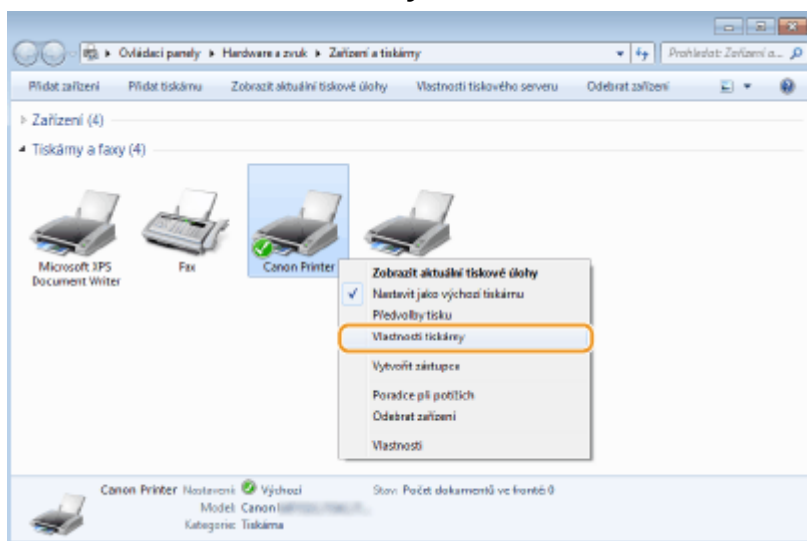 Ovládací panely ▸ Hardware a zvuk ▸ Zařízení a tiskárny
Prohledat: Zařízení a...
Přidat zařízení Přidat tiskárnu Zobrazit aktuální tiskové úlohy Vlastnosti tiskového serveru Odebrat zařízení
Zařízení (4)
Tiskárny a faxy (4)
Microsoft XPS
Document Writer
Fax
Canon Printer
Zobrazit aktuální tiskové úlohy
Nastavit jako výchozí tiskárnu
Předvolby tisku
Vlastnosti tiskárny
Vytvořit zástupce
Poradce při potížích
Odebrat zařízení
Vlastnosti
Canon Printer Nastavení: Výchozí Stav: Počet dokumentů ve frontě: 0
Model: Canon
Kategorie: Tiskárna